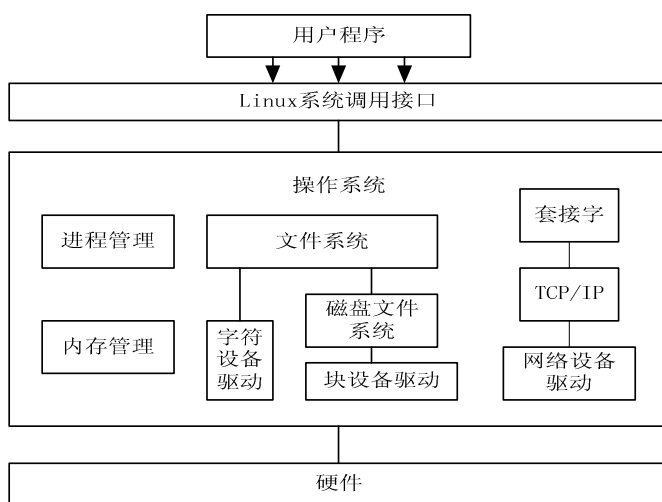 用户程序
Linux系统调用接口
操作系统
进程管理
文件系统
套接字
内存管理
字符
设备
驱动
磁盘文件
系统
块设备驱动
TCP/IP
网络设备
驱动
硬件